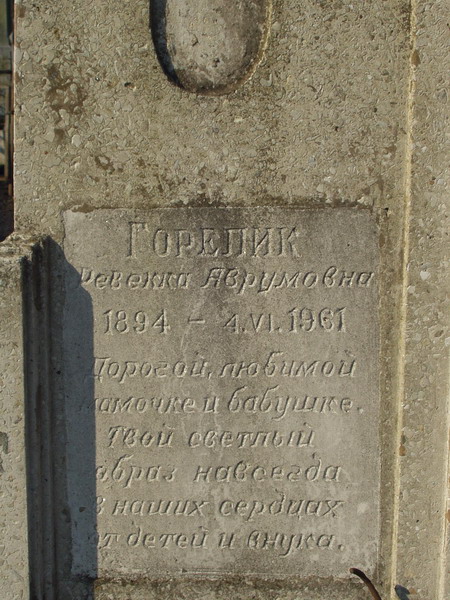 Горелик
Ревекка Аврумовна
1894 – 4.VI.1961
Дорогой, любимой
мамочке и бабушке.
Твой светлый
образ навсегда
в наших сердцах
от детей и внука.